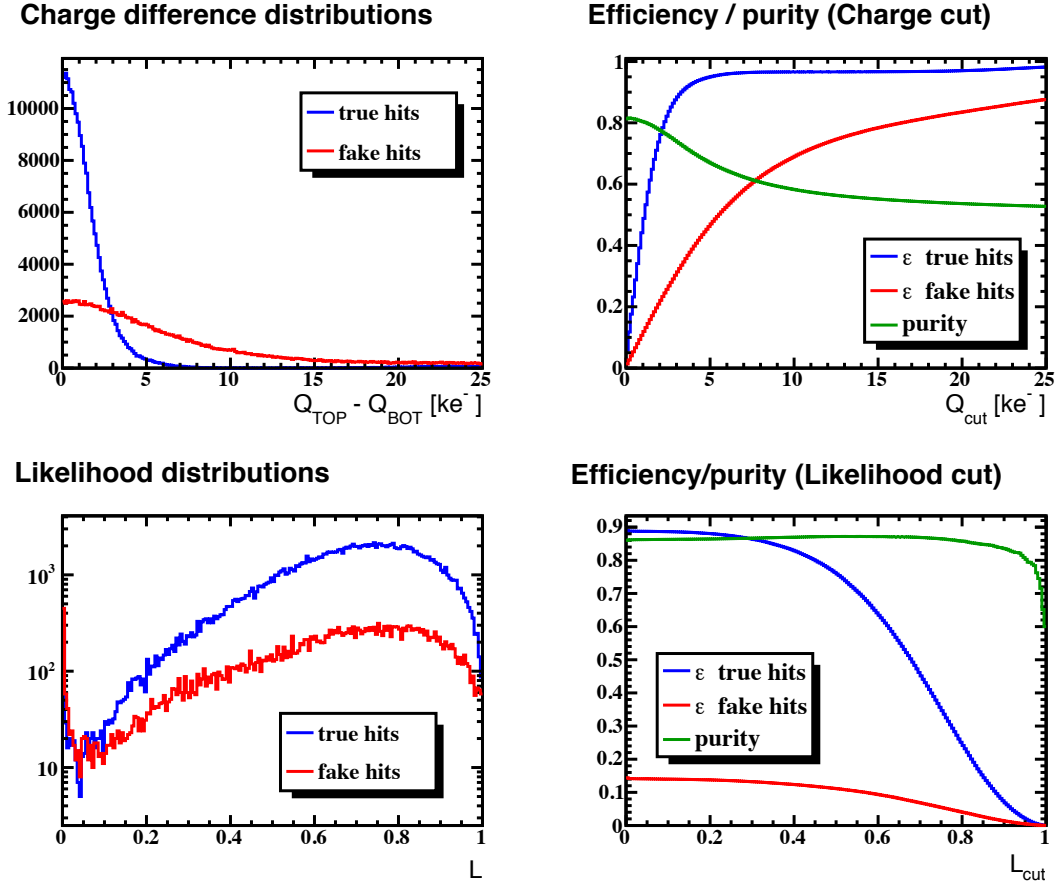 Charge difference distributions
10000
8000
6000
4000
2000
0
0 5 10 15 20 25
true hits
fake hits
Q_TOP - Q_BOT [ke⁻]
Efficiency / purity (Charge cut)
1
0.8
0.6
0.4
0.2
0
0 5 10 15 20 25
ε true hits
ε fake hits
purity
Q_cut [ke⁻]
Likelihood distributions
10³
10²
10
0 0.2 0.4 0.6 0.8 1
true hits
fake hits
L
Efficiency/purity (Likelihood cut)
0.9
0.8
0.7
0.6
0.5
0.4
0.3
0.2
0.1
0
0 0.2 0.4 0.6 0.8 1
ε true hits
ε fake hits
purity
L_cut